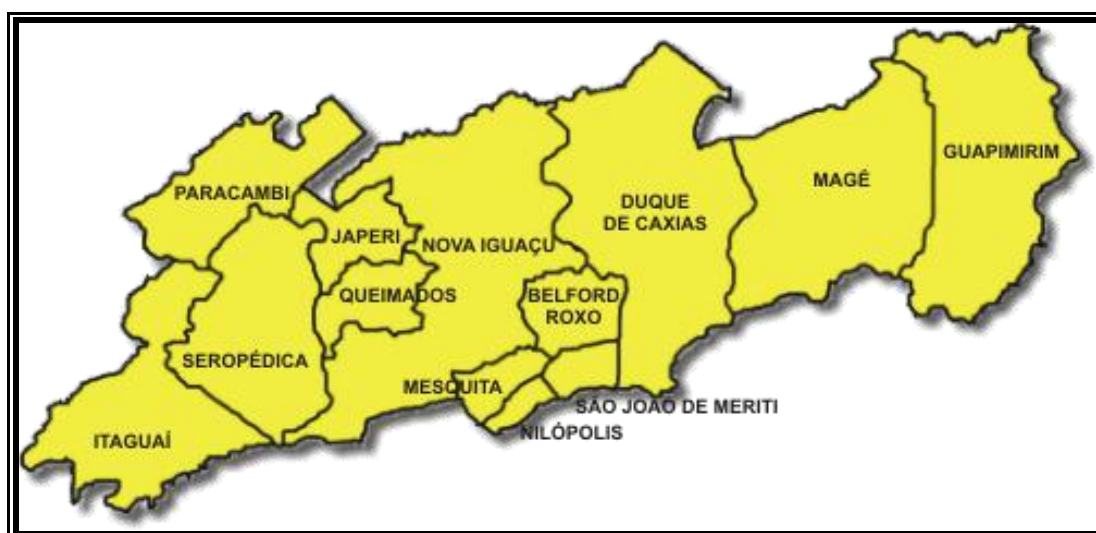 GUAPIMIRIM
MAGÊ
PARACAMBI
DUQUE
DE CAXIAS
JAPERI
NOVA IGUAÇU
QUEIMADOS
BELFORD
ROXO
SEROPÉDICA
MESQUITA
SÃO JOÃO DE MERITI
NILÓPOLIS
ITAGUAÍ